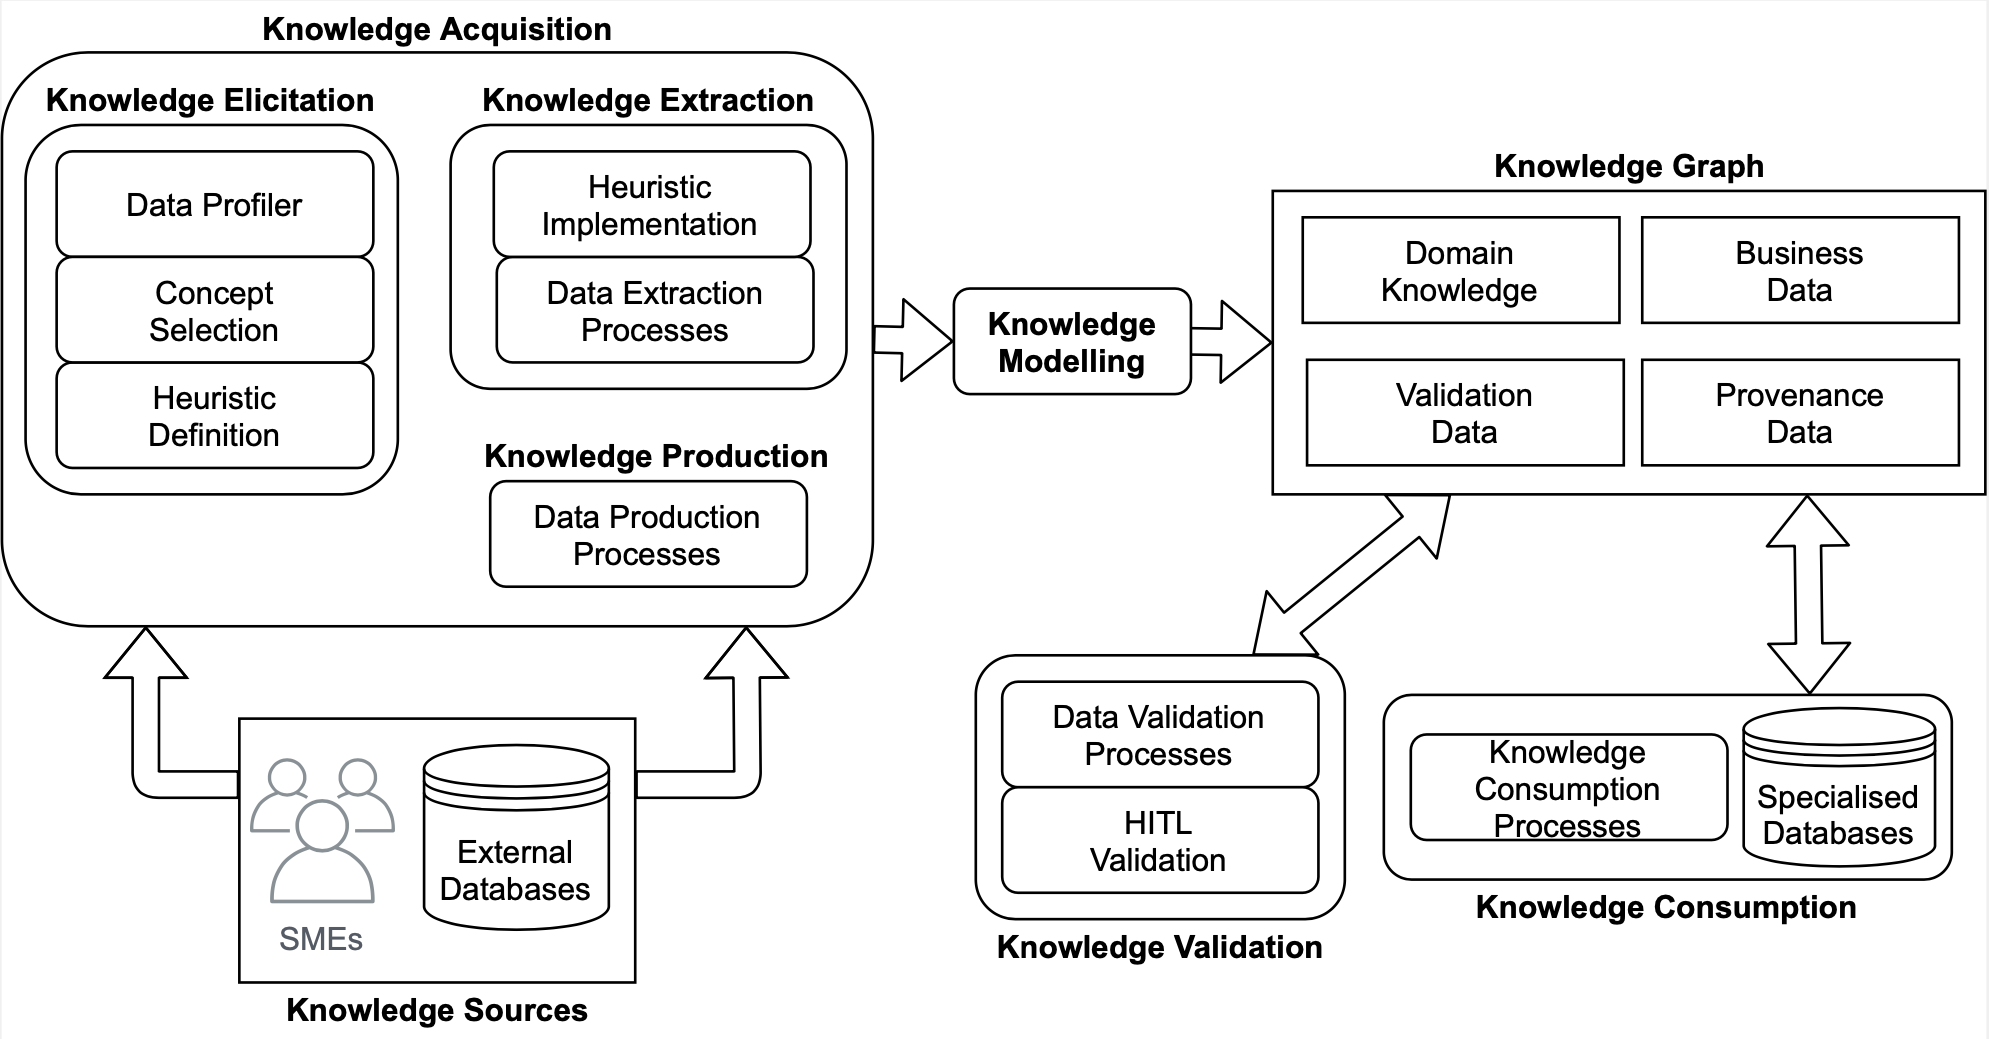 Knowledge Acquisition
Knowledge Elicitation
Data Profiler
Concept
Selection
Heuristic
Definition
Knowledge Extraction
Heuristic
Implementation
Data Extraction
Processes
Knowledge Production
Data Production
Processes
SMEs
External
Databases
Knowledge Sources
Knowledge
Modelling
Knowledge Graph
Domain
Knowledge
Business
Data
Validation
Data
Provenance
Data
Data Validation
Processes
HITL
Validation
Knowledge Validation
Knowledge
Consumption
Processes
Specialised
Databases
Knowledge Consumption